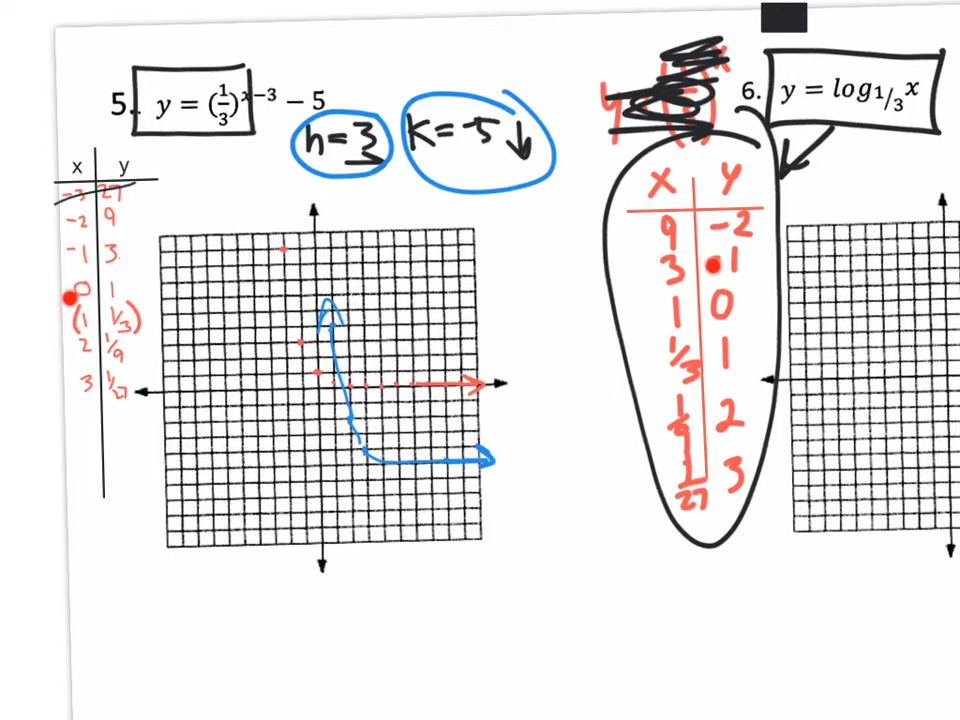 5. y = (1/3)^x−3 − 5
h=3
K=-5 ↓
x y
-3 27
-2 9
-1 3
0 1
(1 1/3)
2 1/9
3 1/27
6. y = log1/3 x
X Y
9 -2
3 -1
1 0
1/3 1
1/9 2
1/27 3